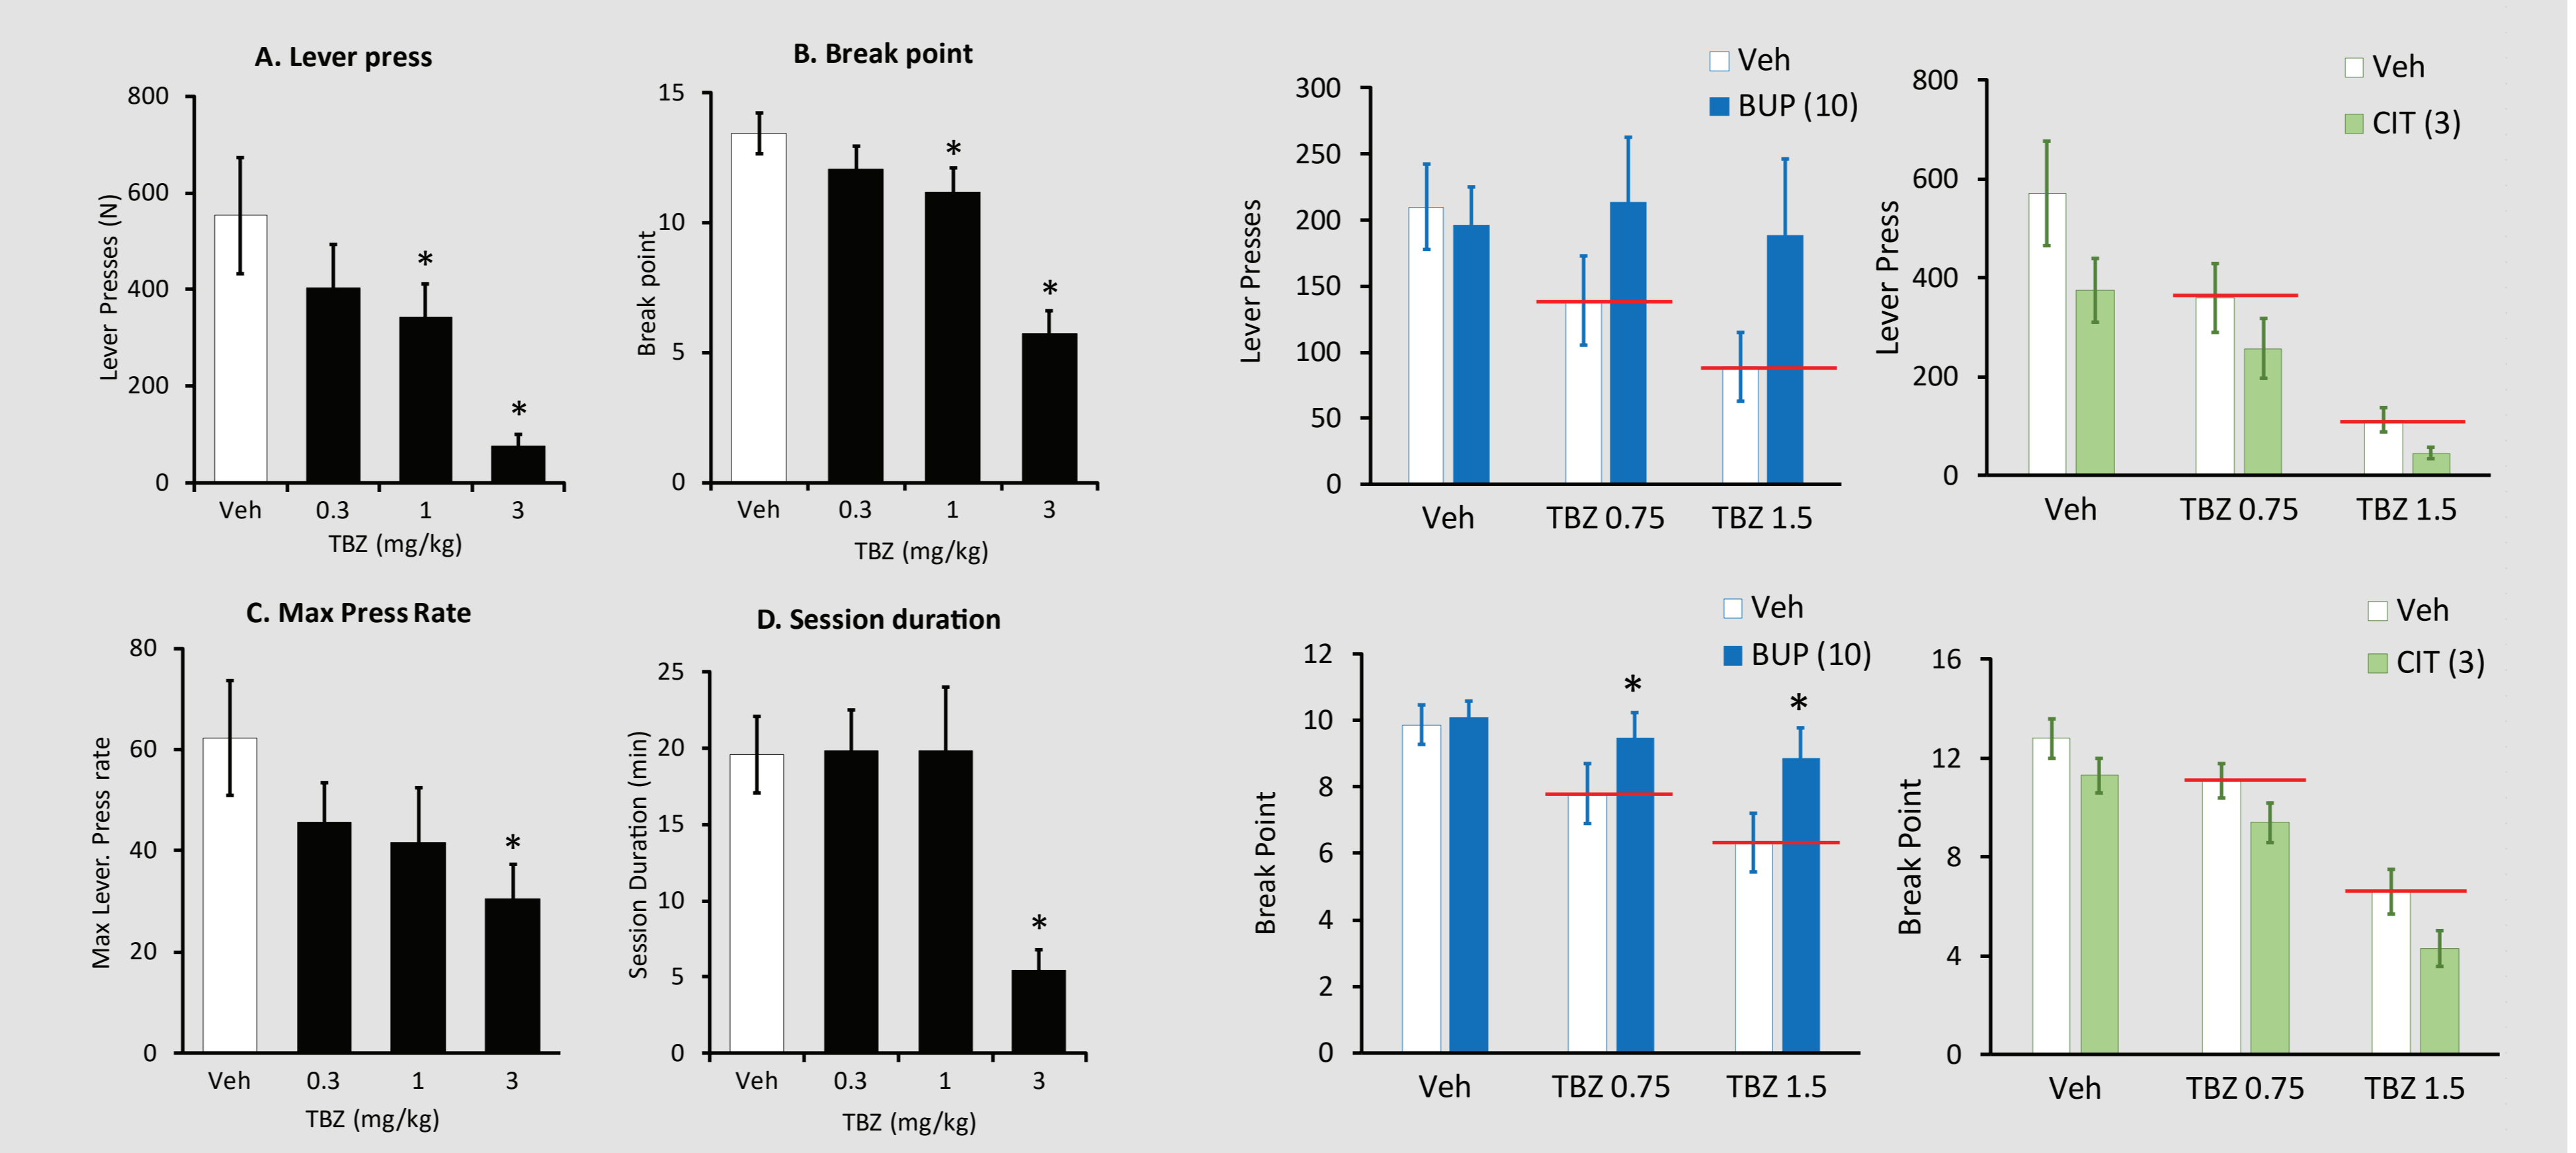 A. Lever press
Lever Presses (N)
800
600
400
200
0
*
*
Veh 0.3 1 3
TBZ (mg/kg)
B. Break point
Break point
15
10
5
0
*
*
Veh 0.3 1 3
TBZ (mg/kg)
Veh
BUP (10)
Lever Presses
300
250
200
150
100
50
0
Veh TBZ 0.75 TBZ 1.5
Veh
CIT (3)
Lever Press
800
600
400
200
0
Veh TBZ 0.75 TBZ 1.5
C. Max Press Rate
Max Lever. Press rate
80
60
40
20
0
*
Veh 0.3 1 3
TBZ (mg/kg)
D. Session duration
Session Duration (min)
25
20
15
10
5
0
*
Veh 0.3 1 3
TBZ (mg/kg)
Veh
BUP (10)
Break Point
12
10
8
6
4
2
0
*
*
Veh TBZ 0.75 TBZ 1.5
Veh
CIT (3)
Break Point
16
12
8
4
0
Veh TBZ 0.75 TBZ 1.5